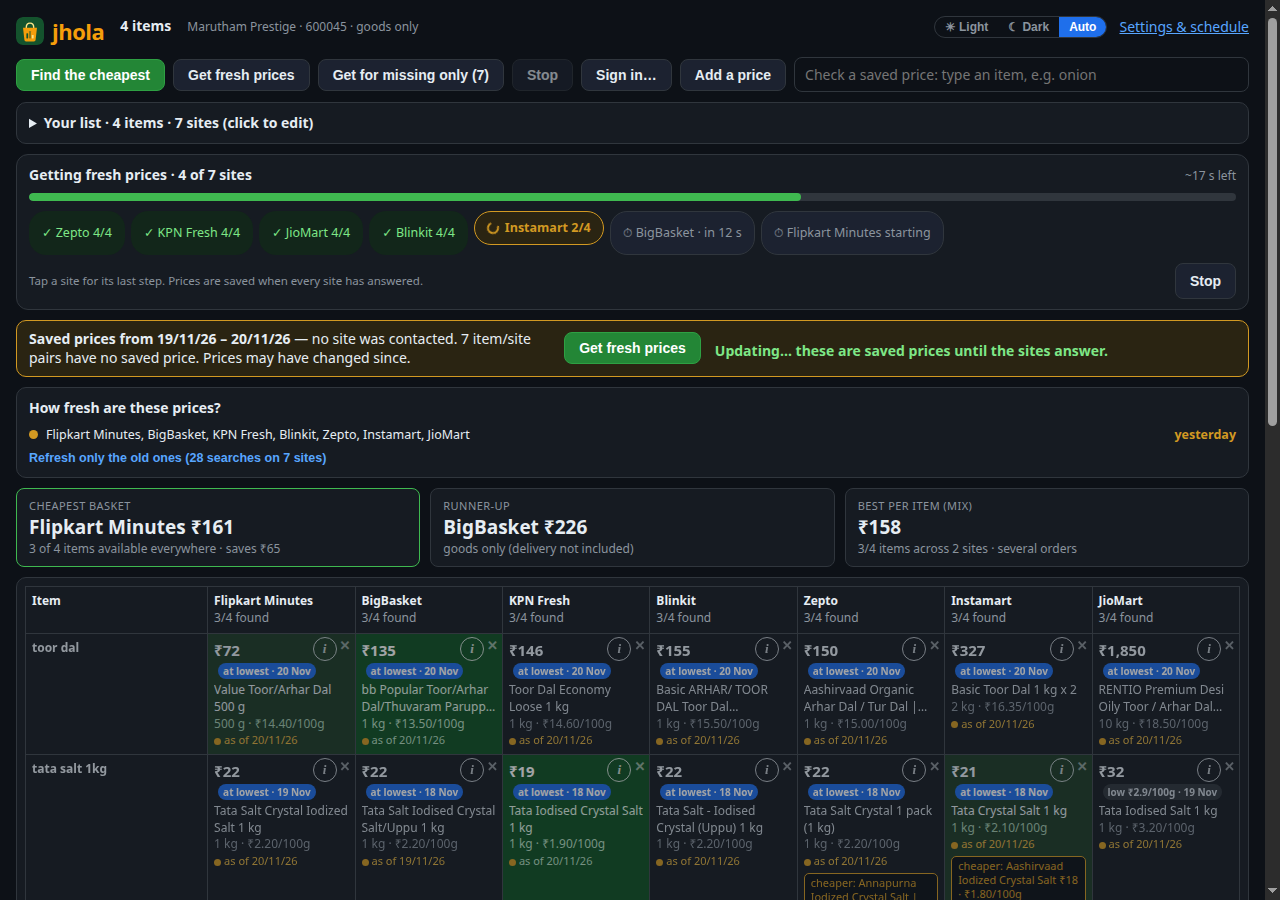 jhola
4 items
Marutham Prestige · 600045 · goods only
☀ Light
☾ Dark
Auto
Settings & schedule
Find the cheapest
Get fresh prices
Get for missing only (7)
Stop
Sign in…
Add a price
Check a saved price: type an item, e.g. onion
▶ Your list · 4 items · 7 sites (click to edit)
Getting fresh prices · 4 of 7 sites
~17 s left
✓ Zepto 4/4
✓ KPN Fresh 4/4
✓ JioMart 4/4
✓ Blinkit 4/4
Instamart 2/4
⏱ BigBasket · in 12 s
⏱ Flipkart Minutes starting
Tap a site for its last step. Prices are saved when every site has answered.
Stop
Saved prices from 19/11/26 – 20/11/26 — no site was contacted. 7 item/site
pairs have no saved price. Prices may have changed since.
Get fresh prices
Updating... these are saved prices until the sites answer.
How fresh are these prices?
Flipkart Minutes, BigBasket, KPN Fresh, Blinkit, Zepto, Instamart, JioMart
yesterday
Refresh only the old ones (28 searches on 7 sites)
CHEAPEST BASKET
Flipkart Minutes ₹161
3 of 4 items available everywhere · saves ₹65
RUNNER-UP
BigBasket ₹226
goods only (delivery not included)
BEST PER ITEM (MIX)
₹158
3/4 items across 2 sites · several orders
Item
Flipkart Minutes
3/4 found
BigBasket
3/4 found
KPN Fresh
3/4 found
Blinkit
3/4 found
Zepto
3/4 found
Instamart
3/4 found
JioMart
3/4 found
toor dal
₹72 i ×
at lowest · 20 Nov
Value Toor/Arhar Dal
500 g
500 g · ₹14.40/100g
as of 20/11/26
₹135 i ×
at lowest · 20 Nov
bb Popular Toor/Arhar
Dal/Thuvaram Parupp...
1 kg · ₹13.50/100g
as of 20/11/26
₹146 i ×
at lowest · 20 Nov
Toor Dal Economy
Loose 1 kg
1 kg · ₹14.60/100g
as of 20/11/26
₹155 i ×
at lowest · 20 Nov
Basic ARHAR/ TOOR
DAL Toor Dal...
1 kg · ₹15.50/100g
as of 20/11/26
₹150 i ×
at lowest · 20 Nov
Aashirvaad Organic
Arhar Dal / Tur Dal |...
1 kg · ₹15.00/100g
as of 20/11/26
₹327 i ×
at lowest · 20 Nov
Basic Toor Dal 1 kg x 2
2 kg · ₹16.35/100g
as of 20/11/26
₹1,850 i ×
at lowest · 20 Nov
RENTIO Premium Desi
Oily Toor / Arhar Dal...
10 kg · ₹18.50/100g
as of 20/11/26
tata salt 1kg
₹22 i ×
at lowest · 19 Nov
Tata Salt Crystal Iodized
Salt 1 kg
1 kg · ₹2.20/100g
as of 20/11/26
₹22 i ×
at lowest · 18 Nov
Tata Salt Iodised Crystal
Salt/Uppu 1 kg
1 kg · ₹2.20/100g
as of 19/11/26
₹19 i ×
at lowest · 18 Nov
Tata Iodised Crystal Salt
1 kg
1 kg · ₹1.90/100g
as of 20/11/26
₹22 i ×
at lowest · 18 Nov
Tata Salt - Iodised
Crystal (Uppu) 1 kg
1 kg · ₹2.20/100g
as of 20/11/26
₹22 i ×
at lowest · 18 Nov
Tata Salt Crystal 1 pack
(1 kg)
1 kg · ₹2.20/100g
as of 20/11/26
cheaper: Annapurna
Iodized Crystal Salt |
₹21 i ×
at lowest · 18 Nov
Tata Crystal Salt 1 kg
1 kg · ₹2.10/100g
as of 20/11/26
cheaper: Aashirvaad
Iodized Crystal Salt ₹18
· ₹1.80/100g
₹32 i ×
low ₹2.9/100g · 19 Nov
Tata Iodised Salt 1 kg
1 kg · ₹3.20/100g
as of 20/11/26